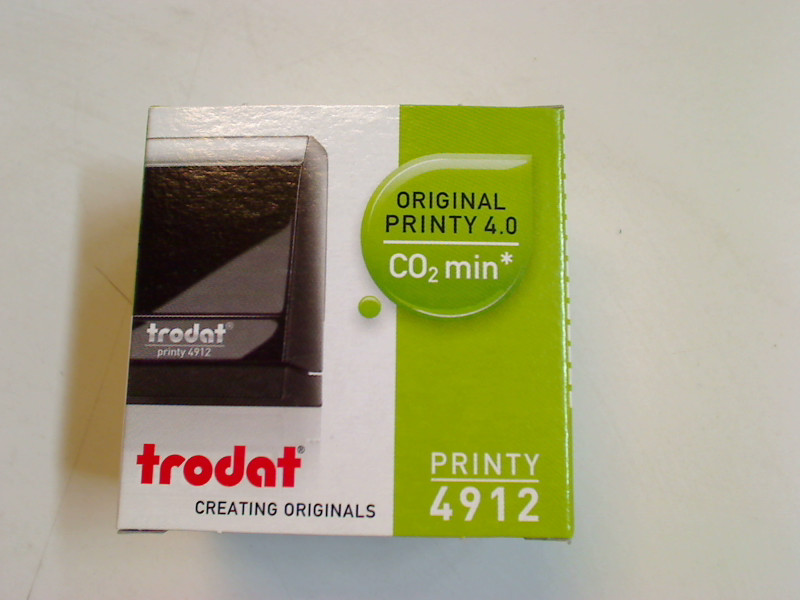 ORIGINAL
PRINTY 4.0
CO₂ min*
trodat®
printy 4912
trodat®
CREATING ORIGINALS
PRINTY
4912